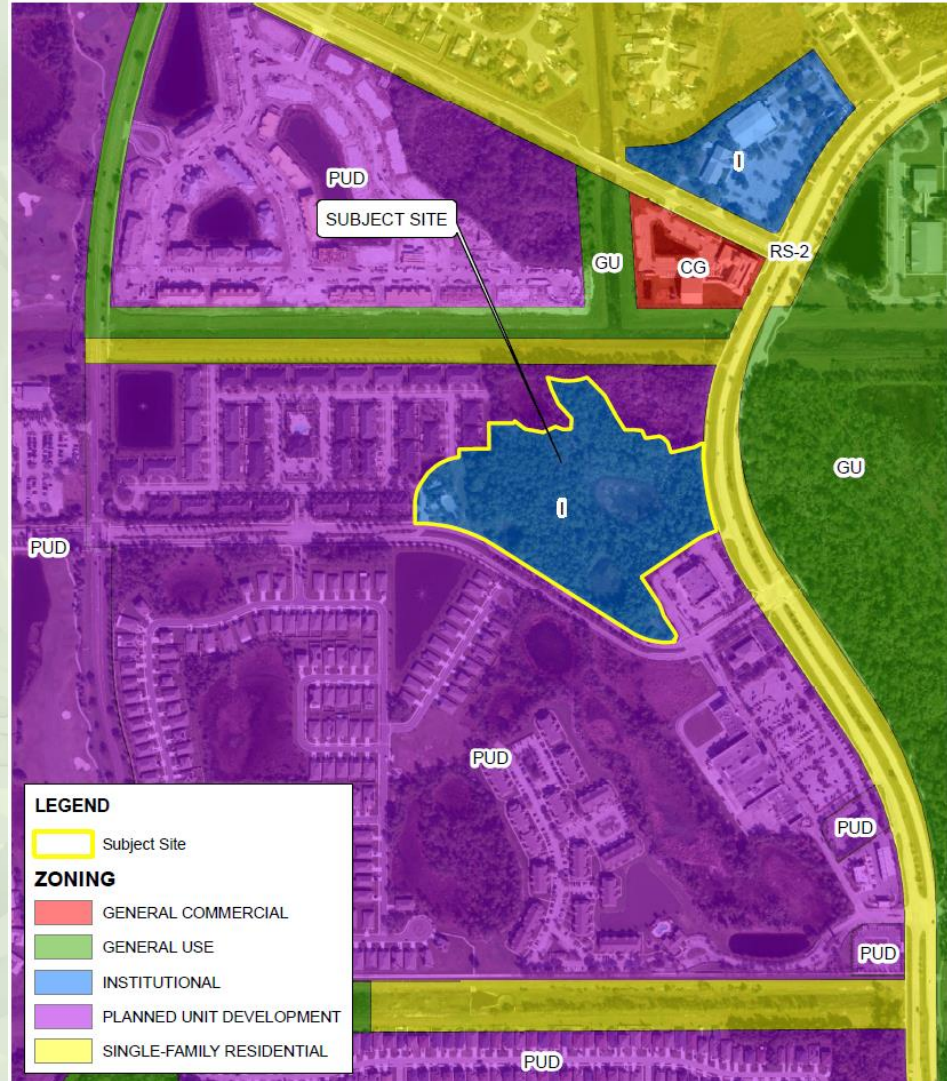 PUD
SUBJECT SITE
I
GU
CG
RS-2
GU
I
PUD
PUD
PUD
PUD
PUD
LEGEND
Subject Site
ZONING
GENERAL COMMERCIAL
GENERAL USE
INSTITUTIONAL
PLANNED UNIT DEVELOPMENT
SINGLE-FAMILY RESIDENTIAL